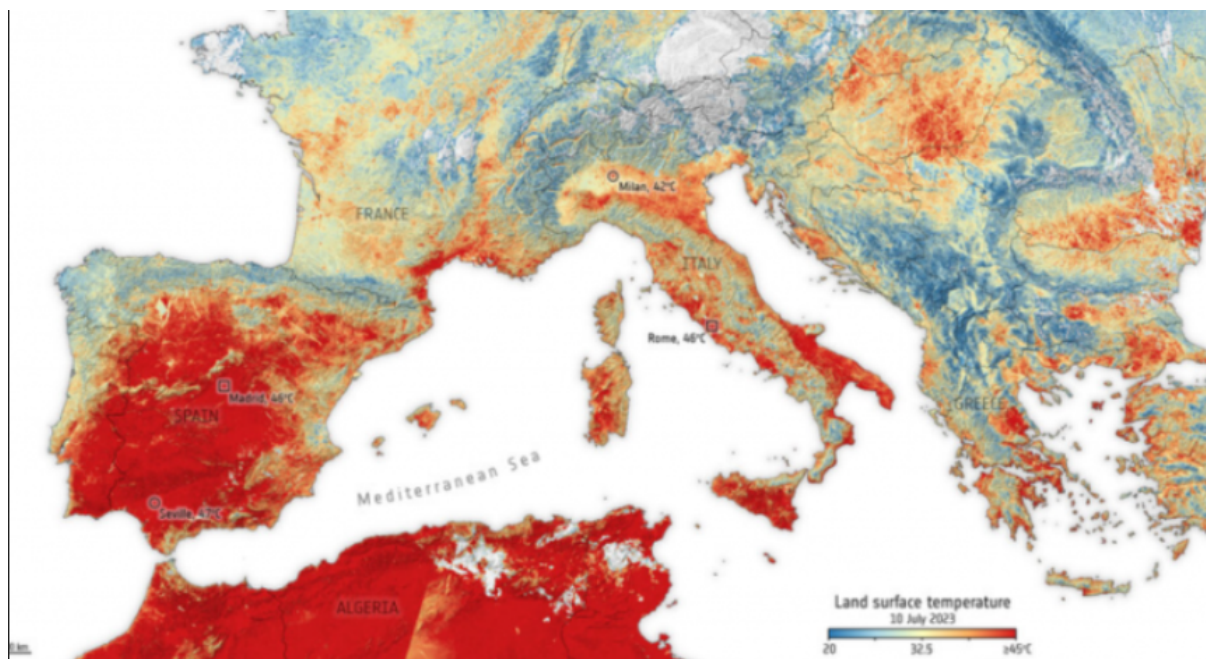 Milan, 42°C
FRANCE
ITALY
Rome, 46°C
Madrid, 46°C
SPAIN
GREECE
Mediterranean Sea
Seville, 47°C
ALGERIA
Land surface temperature
10 July 2023
20 32.5 ≥45°C
km